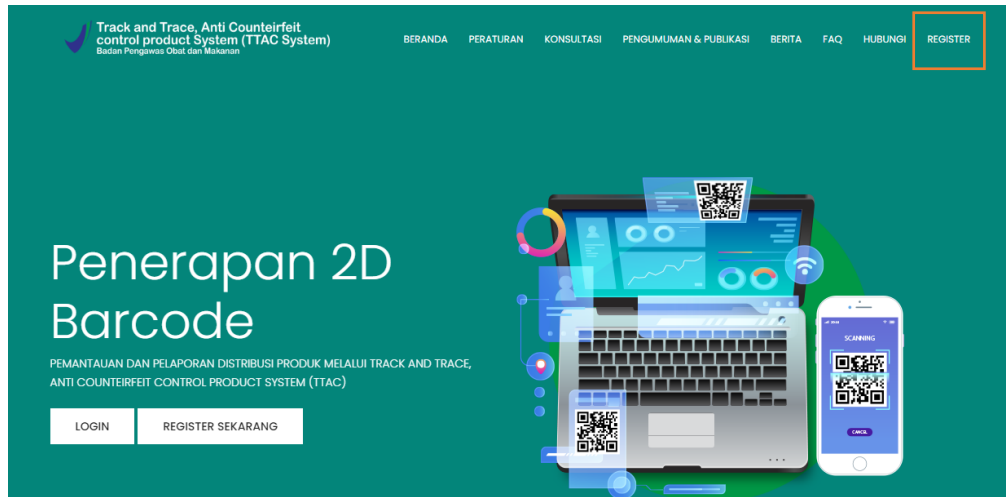 Track and Trace, Anti Counteirfeit
control product System (TTAC System)
Badan Pengawas Obat dan Makanan
BERANDA PERATURAN KONSULTASI PENGUMUMAN & PUBLIKASI BERITA FAQ HUBUNGI REGISTER
Penerapan 2D
Barcode
PEMANTAUAN DAN PELAPORAN DISTRIBUSI PRODUK MELALUI TRACK AND TRACE,
ANTI COUNTEIRFEIT CONTROL PRODUCT SYSTEM (TTAC)
LOGIN REGISTER SEKARANG
SCANNING
CANCEL